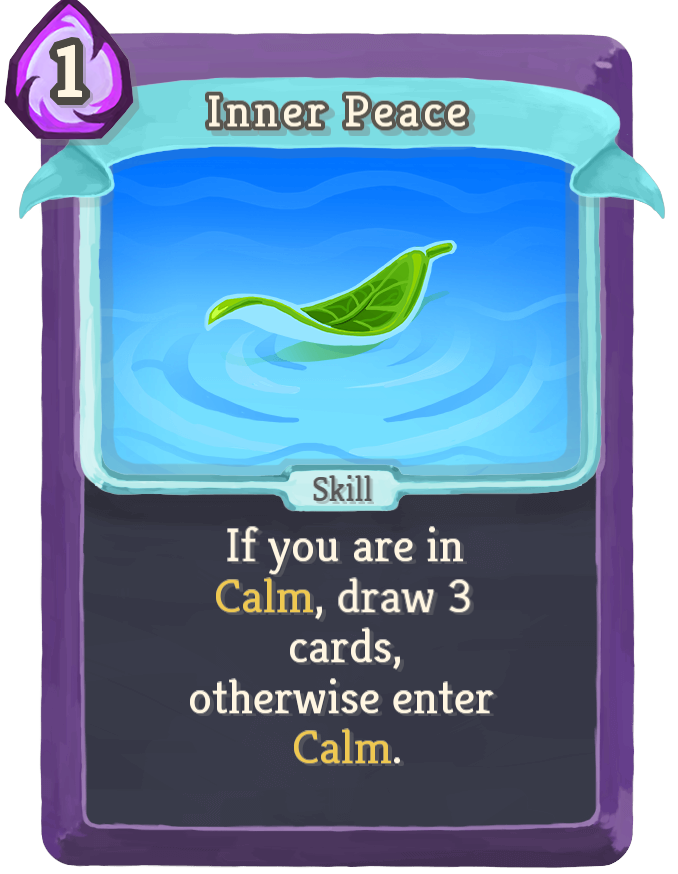 1
Inner Peace
Skill
If you are in
Calm, draw 3
cards,
otherwise enter
Calm.